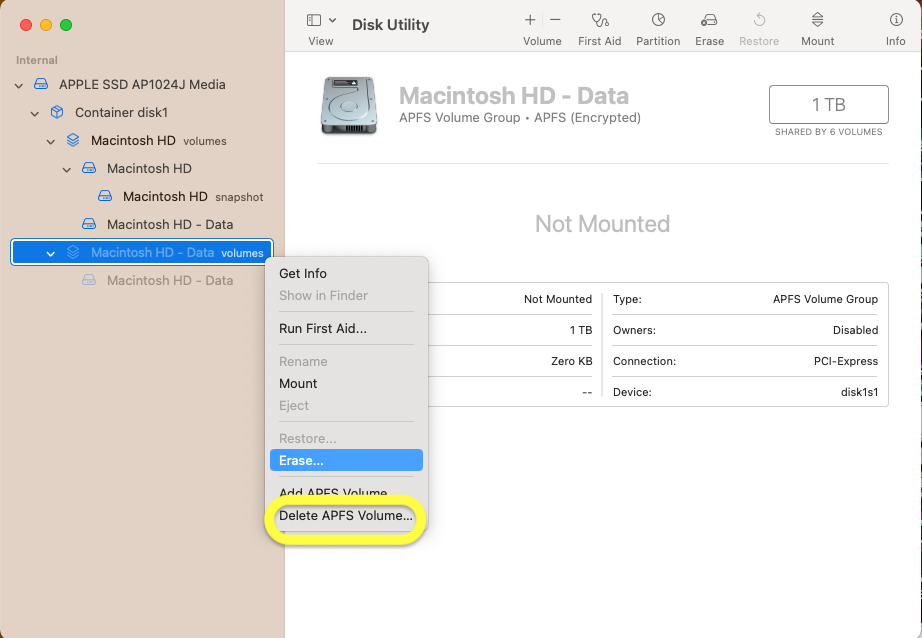 Disk Utility
View
Volume
First Aid
Partition
Erase
Restore
Mount
Info
Internal
APPLE SSD AP1024J Media
Container disk1
Macintosh HD volumes
Macintosh HD
Macintosh HD snapshot
Macintosh HD - Data
Macintosh HD - Data volumes
Macintosh HD - Data
Macintosh HD - Data
APFS Volume Group • APFS (Encrypted)
1 TB
SHARED BY 6 VOLUMES
Not Mounted
Get Info
Show in Finder
Run First Aid...
Rename
Mount
Eject
Restore...
Erase...
Add APFS Volume
Delete APFS Volume...
Not Mounted
1 TB
Zero KB
--
Type: APFS Volume Group
Owners: Disabled
Connection: PCI-Express
Device: disk1s1